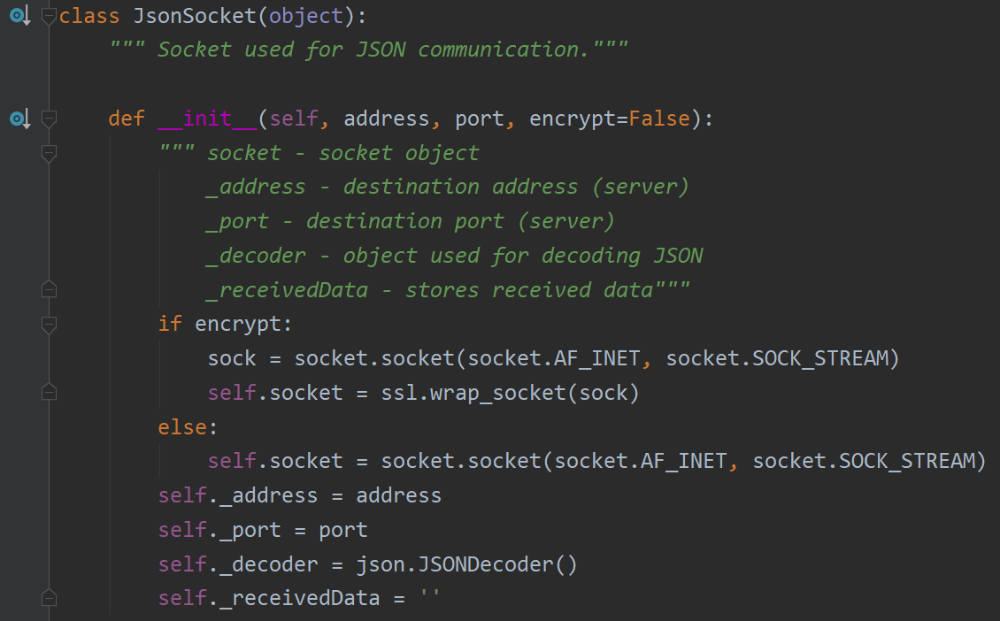 class JsonSocket(object):
    """ Socket used for JSON communication."""

    def __init__(self, address, port, encrypt=False):
        """ socket - socket object
            _address - destination address (server)
            _port - destination port (server)
            _decoder - object used for decoding JSON
            _receivedData - stores received data"""
        if encrypt:
            sock = socket.socket(socket.AF_INET, socket.SOCK_STREAM)
            self.socket = ssl.wrap_socket(sock)
        else:
            self.socket = socket.socket(socket.AF_INET, socket.SOCK_STREAM)
        self._address = address
        self._port = port
        self._decoder = json.JSONDecoder()
        self._receivedData = ''